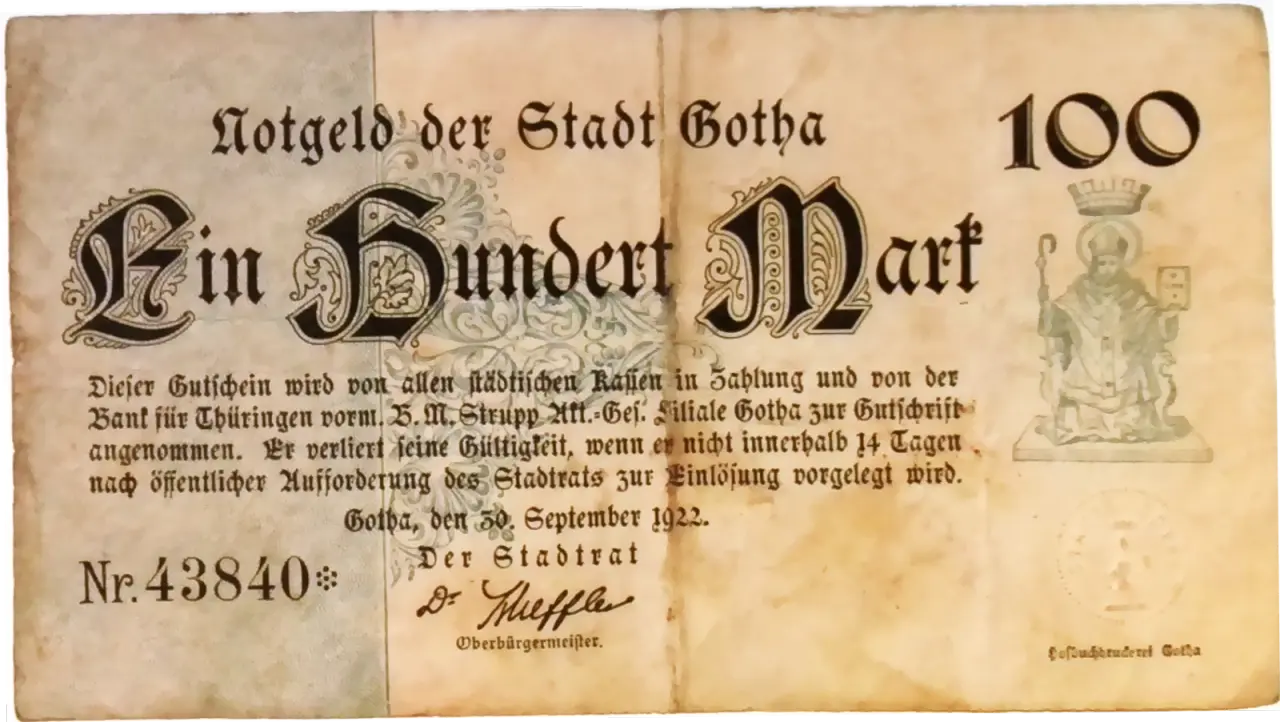 Notgeld der Stadt Gotha
100
Ein Hundert Mark
Dieser Gutschein wird von allen städtischen Kassen in Zahlung und von der
Bank für Thüringen vorm. B. M. Strupp Akt.-Ges. Filiale Gotha zur Gutschrift
angenommen. Er verliert seine Gültigkeit, wenn er nicht innerhalb 14 Tagen
nach öffentlicher Aufforderung des Stadtrats zur Einlösung vorgelegt wird.
Gotha, den 30. September 1922.
Der Stadtrat
Nr. 43840*
Dr Scheffler
Oberbürgermeister.
Hofbuchdruckerei Gotha